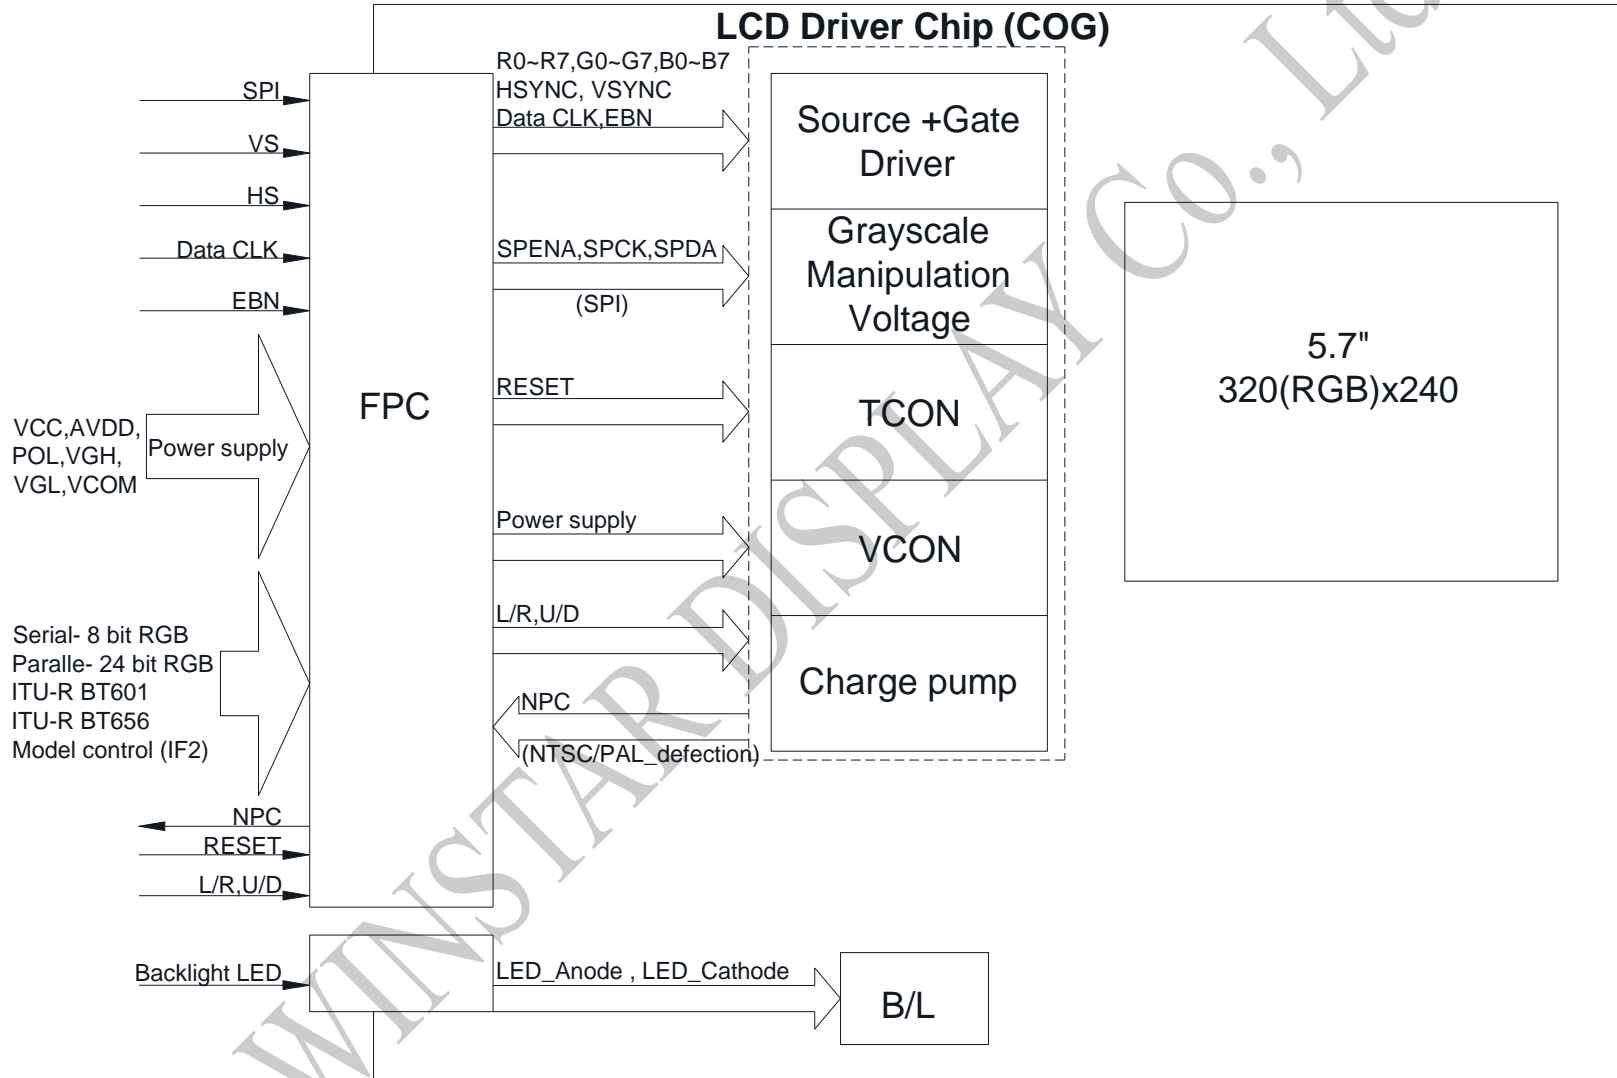 LCD Driver Chip (COG)
R0~R7,G0~G7,B0~B7
HSYNC, VSYNC
Data CLK,EBN
SPI
VS
HS
Data CLK
EBN
VCC,AVDD,
POL,VGH,
VGL,VCOM
Power supply
Serial- 8 bit RGB
Paralle- 24 bit RGB
ITU-R BT601
ITU-R BT656
Model control (IF2)
NPC
RESET
L/R,U/D
FPC
SPENA,SPCK,SPDA
(SPI)
RESET
Power supply
L/R,U/D
NPC
(NTSC/PAL_defection)
Source +Gate
Driver
Grayscale
Manipulation
Voltage
TCON
VCON
Charge pump
5.7"
320(RGB)x240
Backlight LED
LED_Anode , LED_Cathode
B/L
WINSTAR DISPLAY Co., Ltd